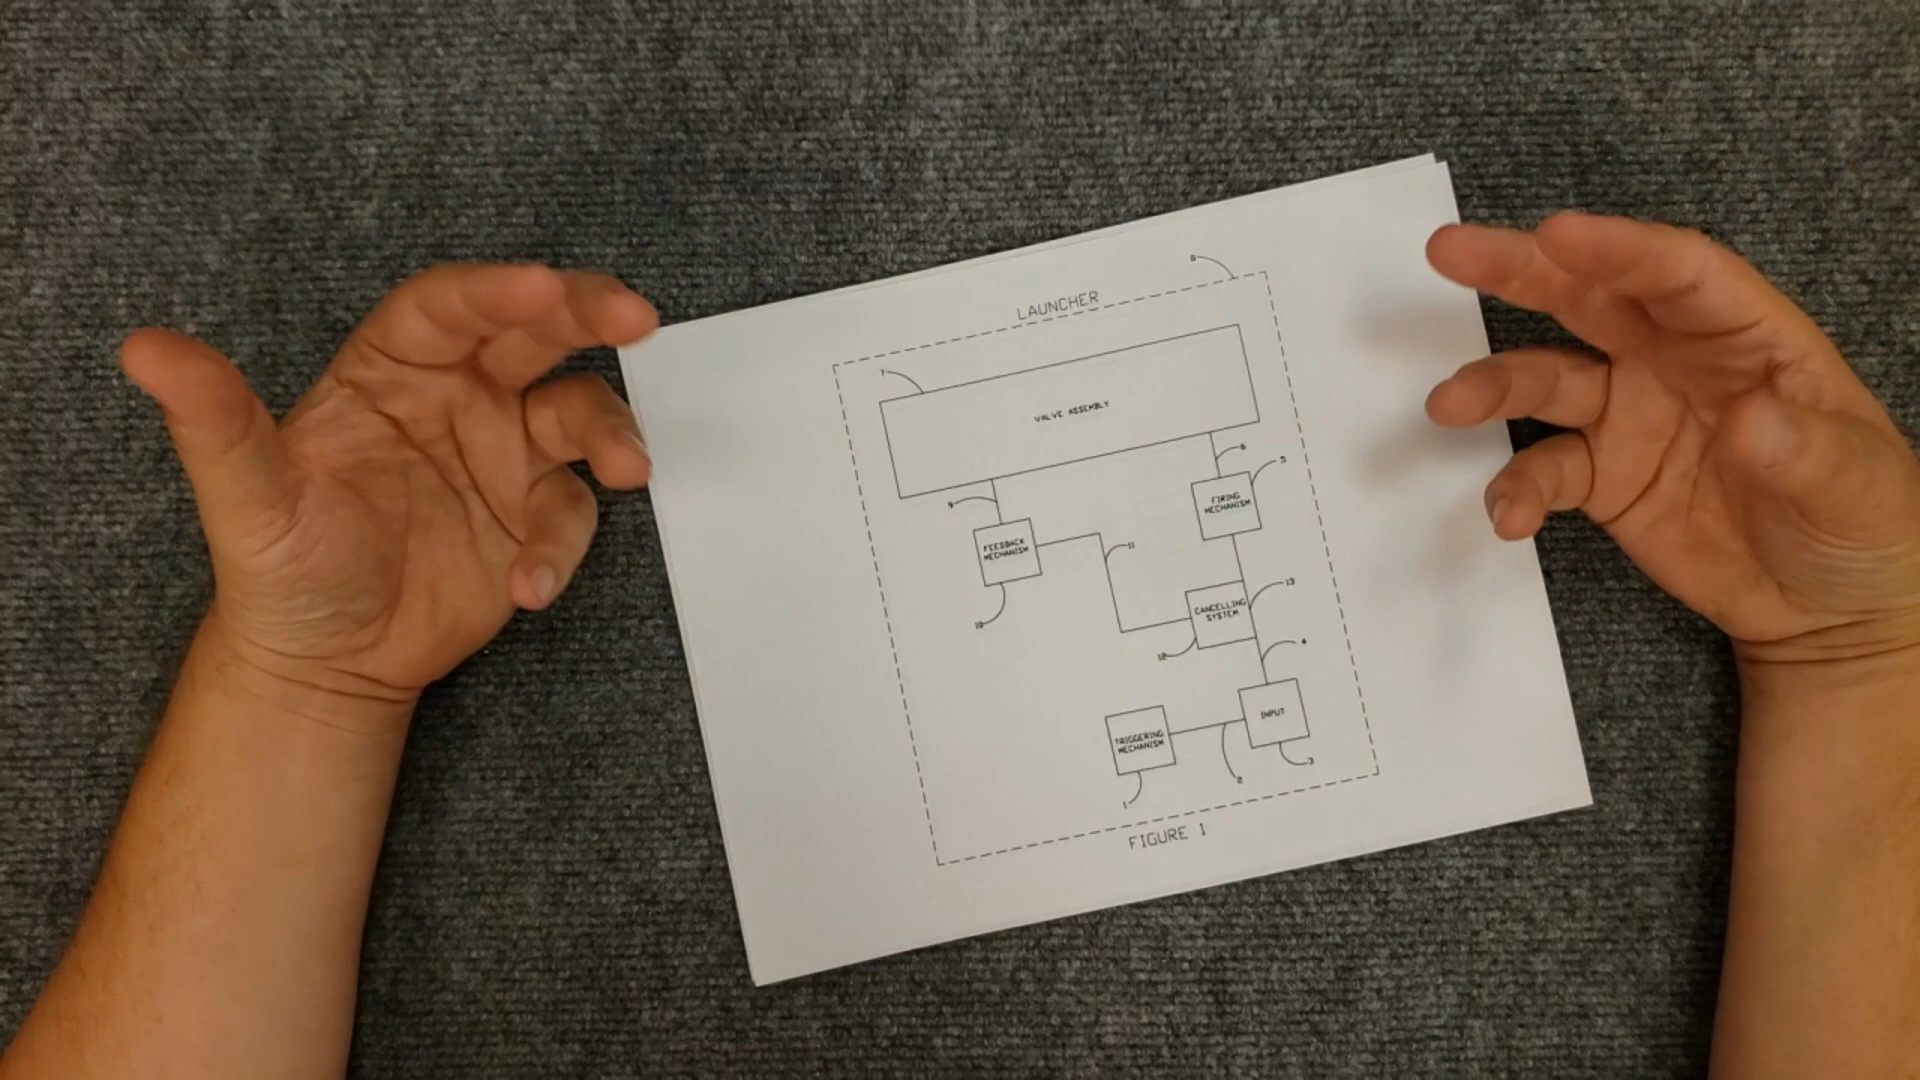 8
LAUNCHER
7
VALVE ASSEMBLY
6
5
9
FIRING
MECHANISM
FEEDBACK
MECHANISM
11
10
13
CANCELLING
SYSTEM
4
12
INPUT
TRIGGERING
MECHANISM
3
2
1
FIGURE 1